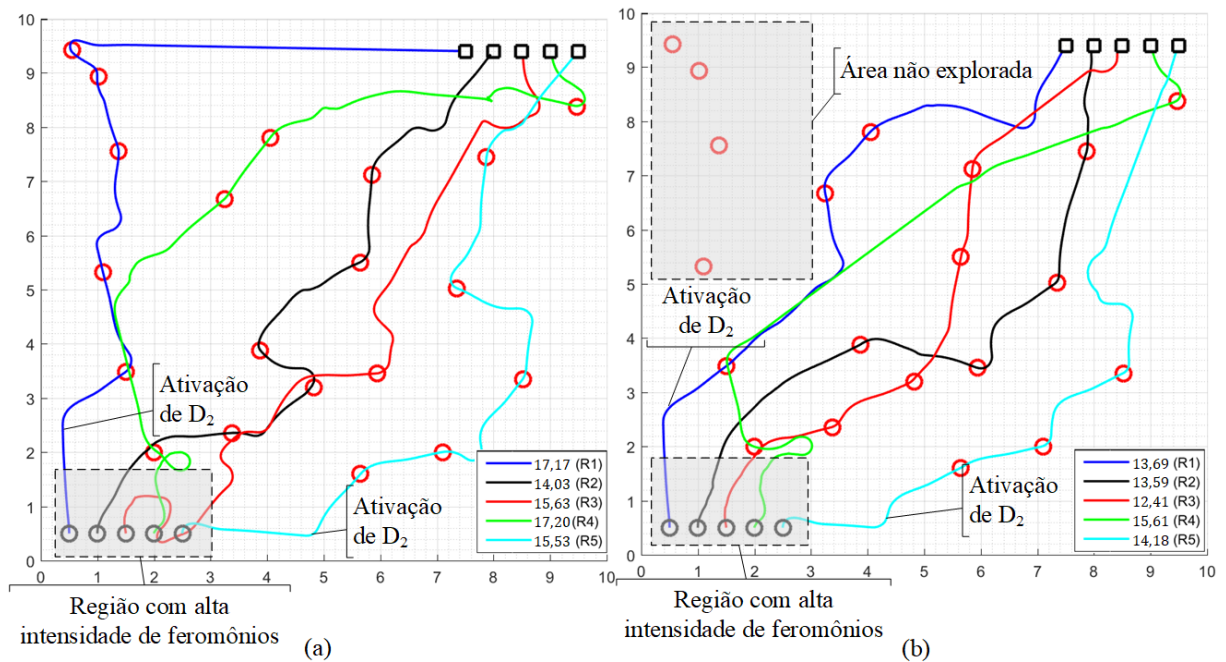 10
9
8
7
6
5
4
3
2
1
0
0 1 2 3 4 5 6 7 8 9 10
Ativação
de D2
Ativação
de D2
17,17 (R1)
14,03 (R2)
15,63 (R3)
17,20 (R4)
15,53 (R5)
Região com alta
intensidade de feromônios
(a)
10
9
8
7
6
5
4
3
2
1
0
0 1 2 3 4 5 6 7 8 9 10
Área não explorada
Ativação
de D2
Ativação
de D2
13,69 (R1)
13,59 (R2)
12,41 (R3)
15,61 (R4)
14,18 (R5)
Região com alta
intensidade de feromônios
(b)